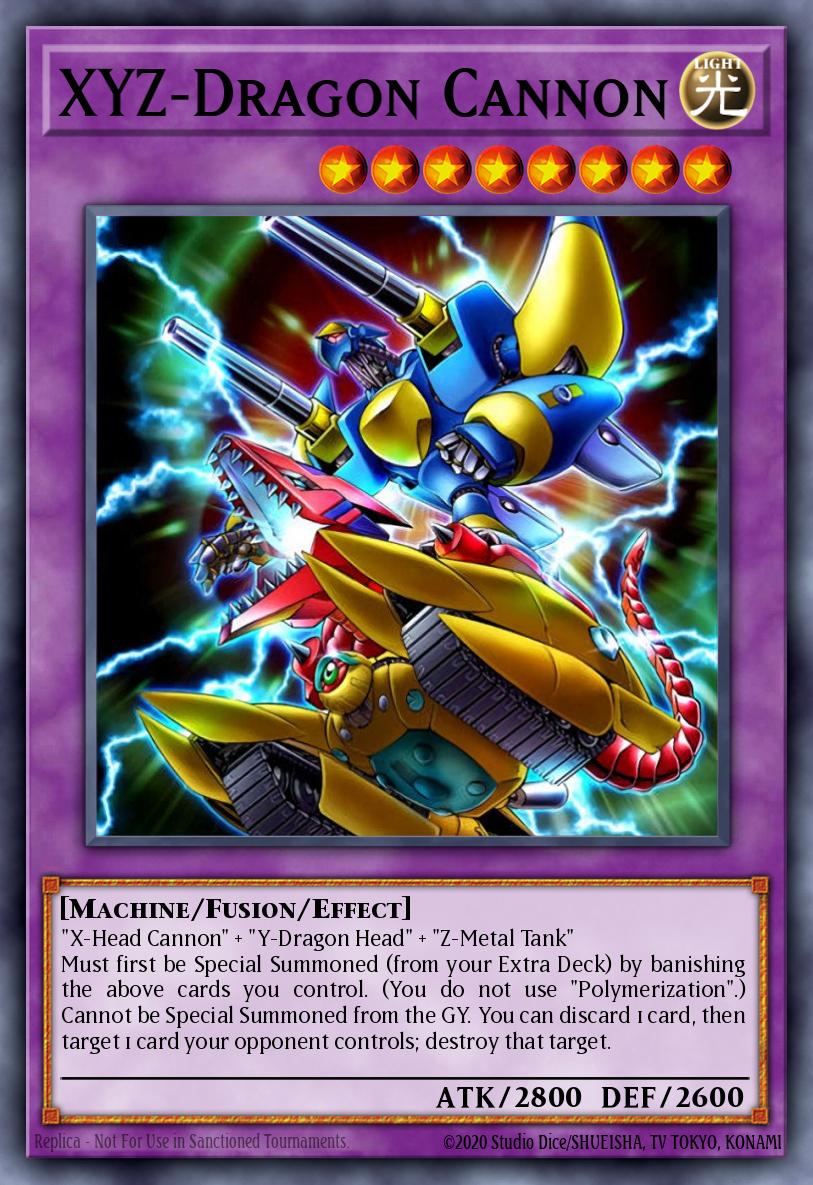 XYZ-Dragon Cannon
LIGHT
光
[Machine/Fusion/Effect]
"X-Head Cannon" + "Y-Dragon Head" + "Z-Metal Tank"
Must first be Special Summoned (from your Extra Deck) by banishing
the above cards you control. (You do not use "Polymerization".)
Cannot be Special Summoned from the GY. You can discard 1 card, then
target 1 card your opponent controls; destroy that target.
ATK/2800 DEF/2600
Replica - Not For Use in Sanctioned Tournaments.
©2020 Studio Dice/SHUEISHA, TV TOKYO, KONAMI